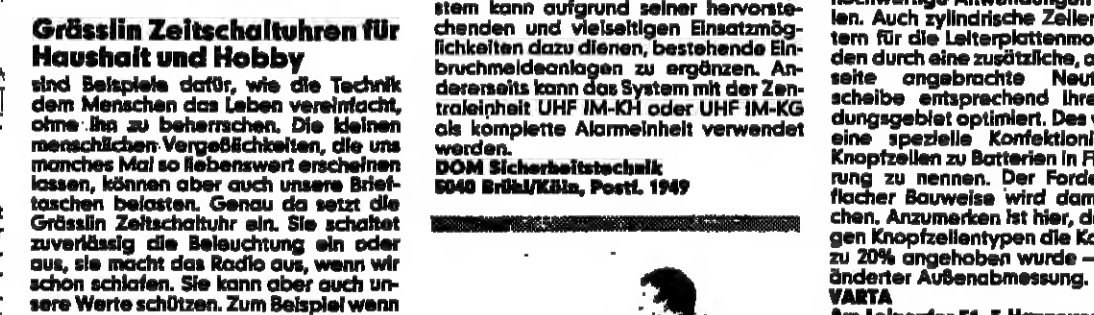 Grässlin Zeitschaltuhren für
Haushalt und Hobby
sind Beispiele dafür, wie die Technik
dem Menschen das Leben vereinfacht,
ohne ihn zu beherrschen. Die kleinen
menschlichen Vergeßlichkeiten, die uns
manches Mal so liebenswert erscheinen
lassen, können aber auch unsere Brief-
taschen belasten. Genau da setzt die
Grässlin Zeitschaltuhr ein. Sie schaltet
zuverlässig die Beleuchtung ein oder
aus, sie macht das Radio aus, wenn wir
schon schlafen. Sie kann aber auch un-
sere Werte schützen. Zum Beispiel wenn
stem kann aufgrund seiner hervorste-
chenden und vielseitigen Einsatzmög-
lichkeiten dazu dienen, bestehende Ein-
bruchmeldeanlagen zu ergänzen. An-
dererseits kann das System mit der Zen-
traleinheit UHF IM-KH oder UHF IM-KG
als komplette Alarmeinheit verwendet
werden.
DOM Sicherheitstechnik
5040 Brühl/Köln, Postf. 1949
len. Auch zylindrische Zellen
tern für die Leiterplattenmo
den durch eine zusätzliche, a
seite angebrachte Neut
scheibe entsprechend ihre
dungsgebiet optimiert. Des
eine spezielle Konfektioni
Knopfzellen zu Batterien in Fl
rung zu nennen. Der Forde
flacher Bauweise wird dam
chen. Anzumerken ist hier, d
gen Knopfzellentypen die Ka
zu 20% angehoben wurde –
änderter Außenabmessung.
VARTA